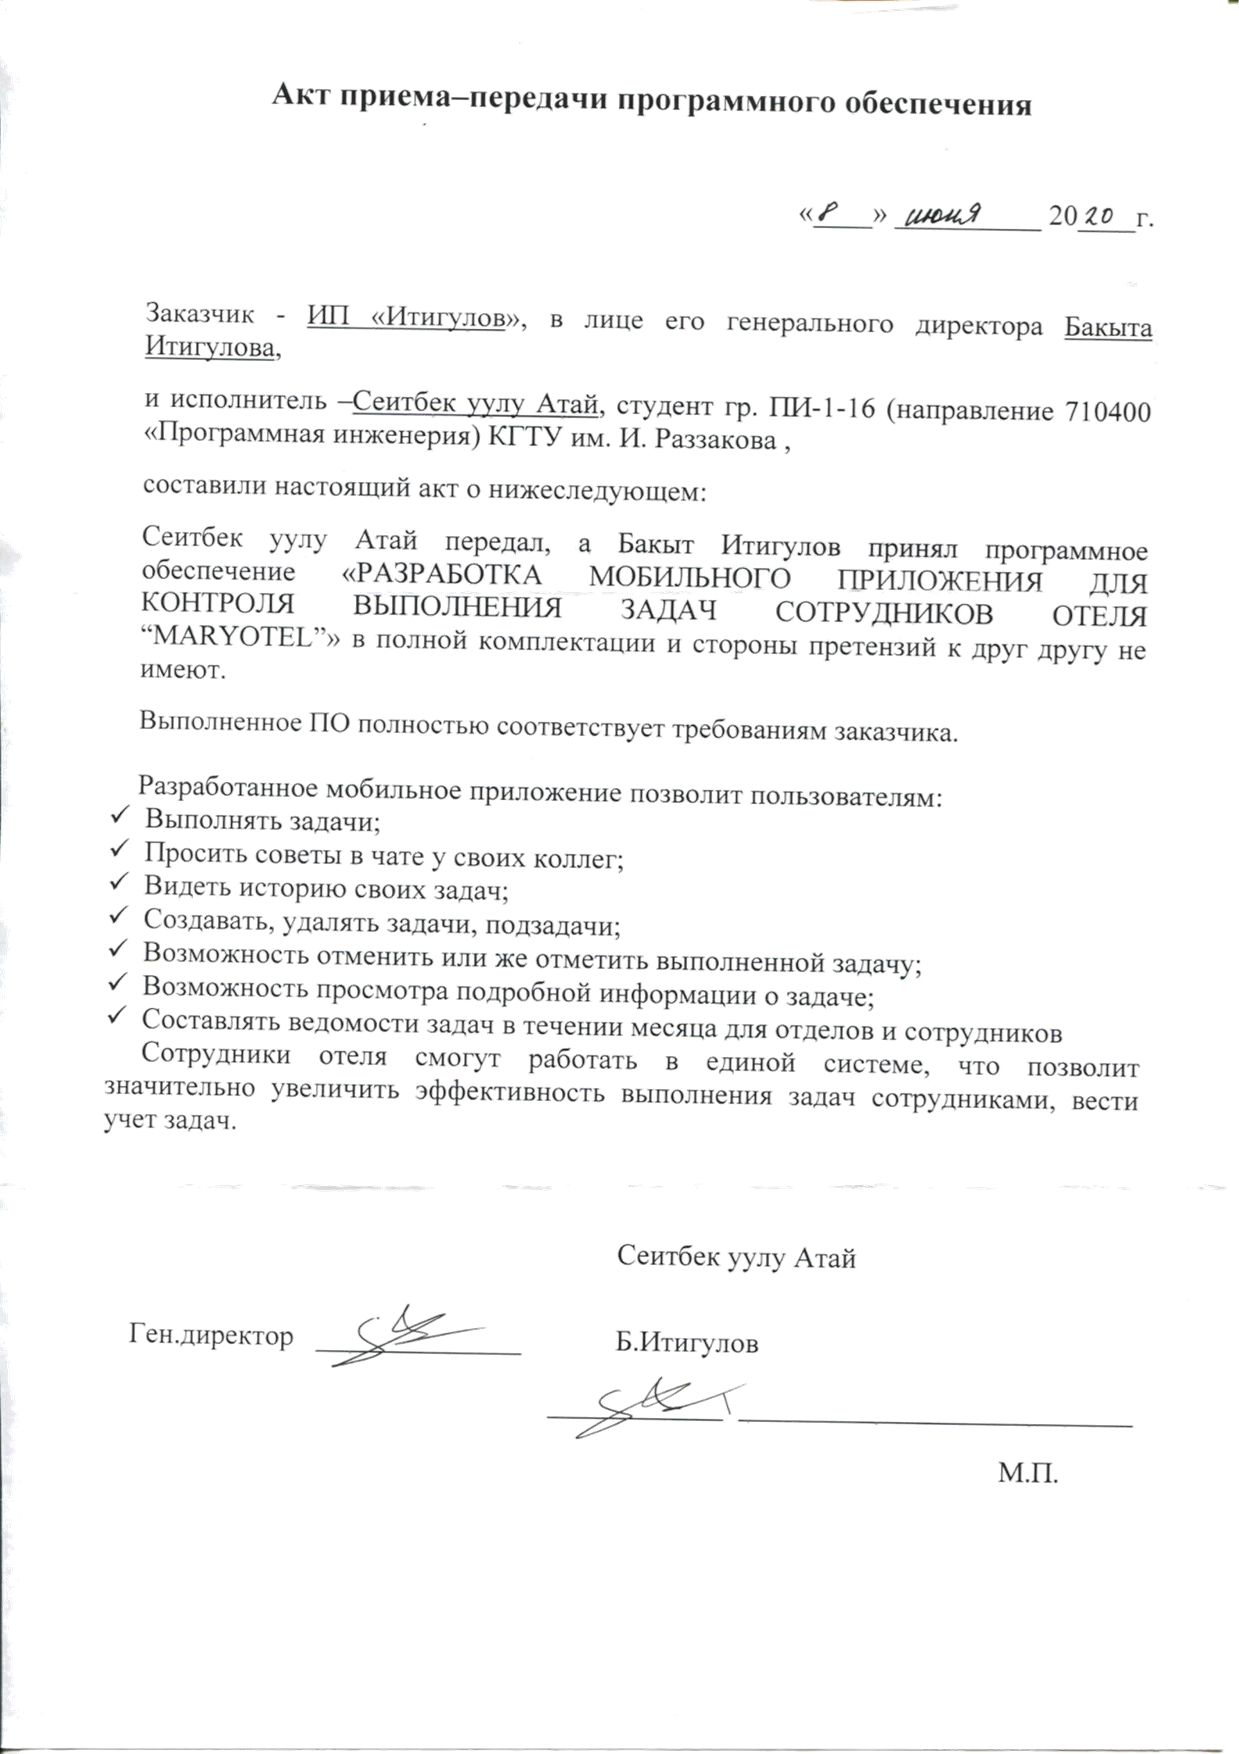 Акт приема–передачи программного обеспечения
«8» июня 2020 г.
Заказчик - ИП «Итигулов», в лице его генерального директора Бакыта
Итигулова,
и исполнитель –Сеитбек уулу Атай, студент гр. ПИ-1-16 (направление 710400
«Программная инженерия) КГТУ им. И. Раззакова ,
составили настоящий акт о нижеследующем:
Сеитбек уулу Атай передал, а Бакыт Итигулов принял программное
обеспечение «РАЗРАБОТКА МОБИЛЬНОГО ПРИЛОЖЕНИЯ ДЛЯ
КОНТРОЛЯ ВЫПОЛНЕНИЯ ЗАДАЧ СОТРУДНИКОВ ОТЕЛЯ
“MARYOTEL”» в полной комплектации и стороны претензий к друг другу не
имеют.
Выполненное ПО полностью соответствует требованиям заказчика.
Разработанное мобильное приложение позволит пользователям:
✓ Выполнять задачи;
✓ Просить советы в чате у своих коллег;
✓ Видеть историю своих задач;
✓ Создавать, удалять задачи, подзадачи;
✓ Возможность отменить или же отметить выполненной задачу;
✓ Возможность просмотра подробной информации о задаче;
✓ Составлять ведомости задач в течении месяца для отделов и сотрудников
Сотрудники отеля смогут работать в единой системе, что позволит
значительно увеличить эффективность выполнения задач сотрудниками, вести
учет задач.
Сеитбек уулу Атай
Ген.директор Б.Итигулов
М.П.